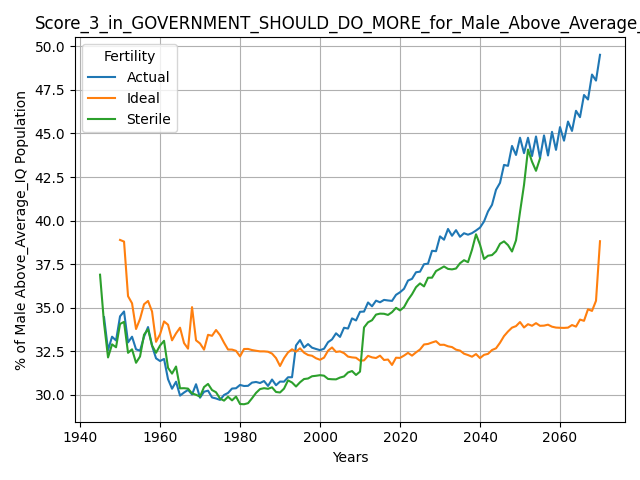 Score_3_in_GOVERNMENT_SHOULD_DO_MORE_for_Male_Above_Average_
50.0
47.5
45.0
42.5
40.0
37.5
35.0
32.5
30.0
% of Male Above_Average_IQ Population
Fertility
Actual
Ideal
Sterile
1940 1960 1980 2000 2020 2040 2060
Years